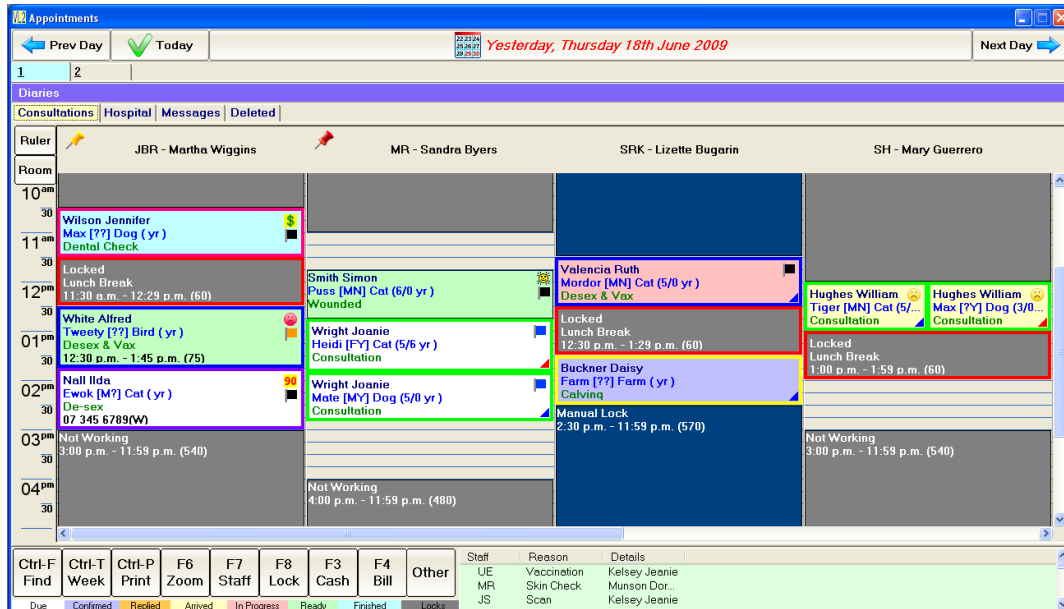 VL2 Appointments
Prev Day
Today
Yesterday, Thursday 18th June 2009
Next Day
1
2
Diaries
Consultations
Hospital
Messages
Deleted
Ruler
Room
JBR - Martha Wiggins
MR - Sandra Byers
SRK - Lizette Bugarin
SH - Mary Guerrero
10am
30
11am
30
12pm
30
01pm
30
02pm
30
03pm
30
04pm
30
Wilson Jennifer
$
Max [??] Dog ( yr )
Dental Check
Locked
Lunch Break
11:30 a.m. - 12:29 p.m. (60)
White Alfred
Tweety [??] Bird ( yr )
Desex & Vax
12:30 p.m. - 1:45 p.m. (75)
Nall Ilda
90
Ewok [M?] Cat ( yr )
De-sex
07 345 6789(W)
Not Working
3:00 p.m. - 11:59 p.m. (540)
Smith Simon
Puss [MN] Cat (6/0 yr )
Wounded
Wright Joanie
Heidi [FY] Cat (5/6 yr )
Consultation
Wright Joanie
Mate [MY] Dog (5/0 yr )
Consultation
Not Working
4:00 p.m. - 11:59 p.m. (480)
Valencia Ruth
Mordor [MN] Cat (5/0 yr )
Desex & Vax
Locked
Lunch Break
12:30 p.m. - 1:29 p.m. (60)
Buckner Daisy
Farm [??] Farm ( yr )
Calving
Manual Lock
2:30 p.m. - 11:59 p.m. (570)
Hughes William
Tiger [MN] Cat (5/...
Consultation
Hughes William
Max [?Y] Dog (3/0...
Consultation
Locked
Lunch Break
1:00 p.m. - 1:59 p.m. (60)
Not Working
3:00 p.m. - 11:59 p.m. (540)
Ctrl-F Find
Ctrl-T Week
Ctrl-P Print
F6 Zoom
F7 Staff
F8 Lock
F3 Cash
F4 Bill
Other
Due
Confirmed
Replied
Arrived
In Progress
Ready
Finished
Locks
Staff Reason Details
UE Vaccination Kelsey Jeanie
MR Skin Check Munson Dor...
JS Scan Kelsey Jeanie